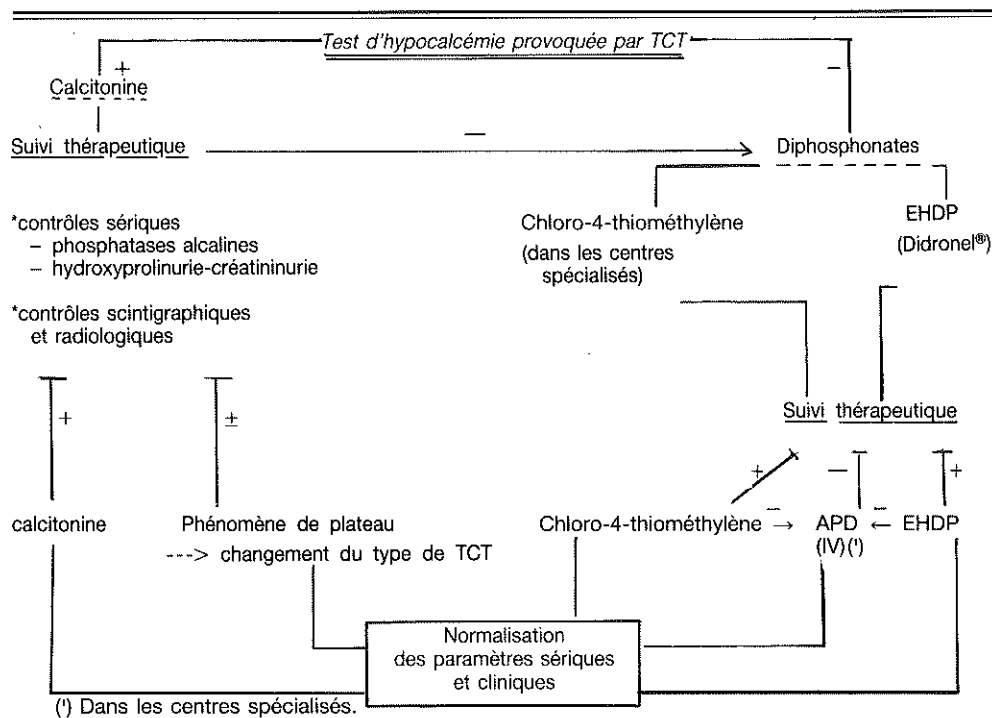 Test d'hypocalcémie provoquée par TCT
+
−
Calcitonine
Suivi thérapeutique
−
Diphosphonates
*contrôles sériques
− phosphatases alcalines
− hydroxyprolinurie-créatininurie
*contrôles scintigraphiques
et radiologiques
Chloro-4-thiométhylène
(dans les centres
spécialisés)
EHDP
(Didronel®)
Suivi thérapeutique
+
±
+
−
+
calcitonine
Phénomène de plateau
---> changement du type de TCT
Chloro-4-thiométhylène − → APD ← − EHDP
(IV)(')
Normalisation
des paramètres sériques
et cliniques
(') Dans les centres spécialisés.